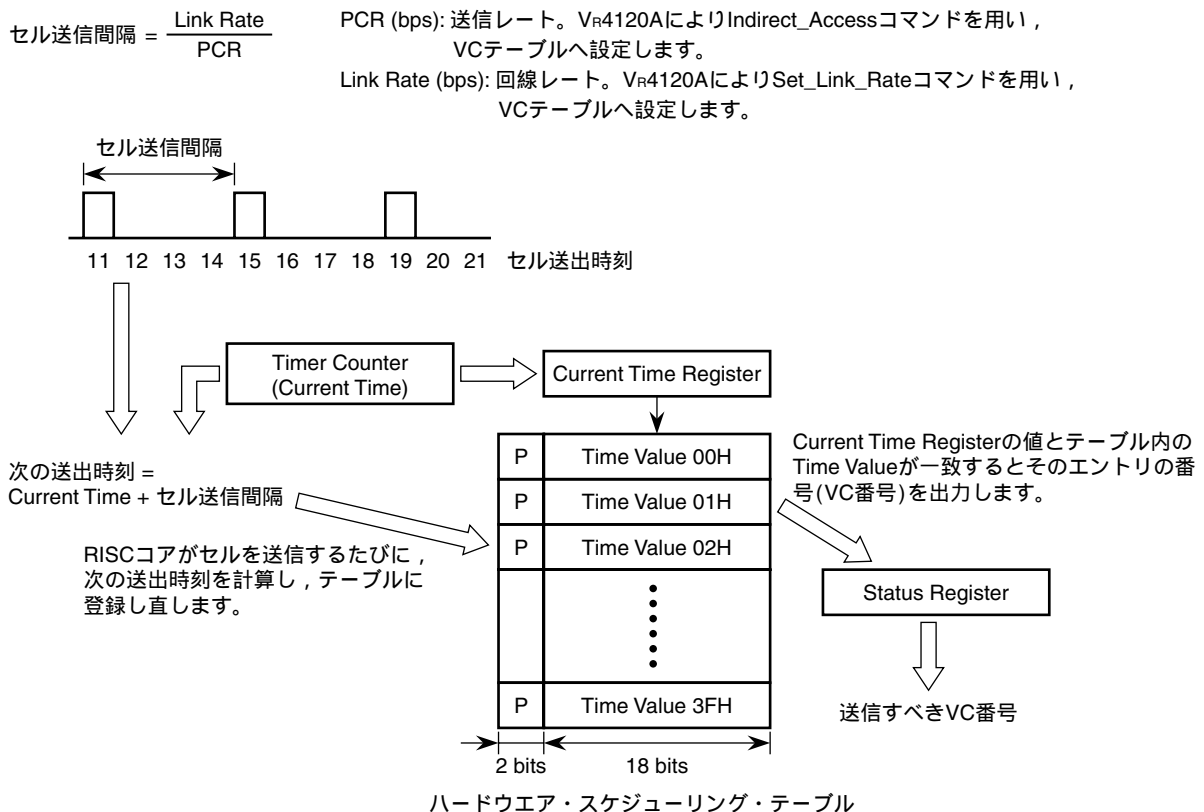 セル送信間隔 = Link Rate / PCR
PCR (bps): 送信レート。VR4120AによりIndirect_Accessコマンドを用い，
VCテーブルへ設定します。
Link Rate (bps): 回線レート。VR4120AによりSet_Link_Rateコマンドを用い，
VCテーブルへ設定します。
セル送信間隔
11 12 13 14 15 16 17 18 19 20 21 セル送出時刻
Timer Counter
(Current Time)
Current Time Register
次の送出時刻 =
Current Time + セル送信間隔
RISCコアがセルを送信するたびに，
次の送出時刻を計算し，テーブルに
登録し直します。
P Time Value 00H
P Time Value 01H
P Time Value 02H
P Time Value 3FH
2 bits 18 bits
Current Time Registerの値とテーブル内の
Time Valueが一致するとそのエントリの番
号(VC番号)を出力します。
Status Register
送信すべきVC番号
ハードウエア・スケジューリング・テーブル